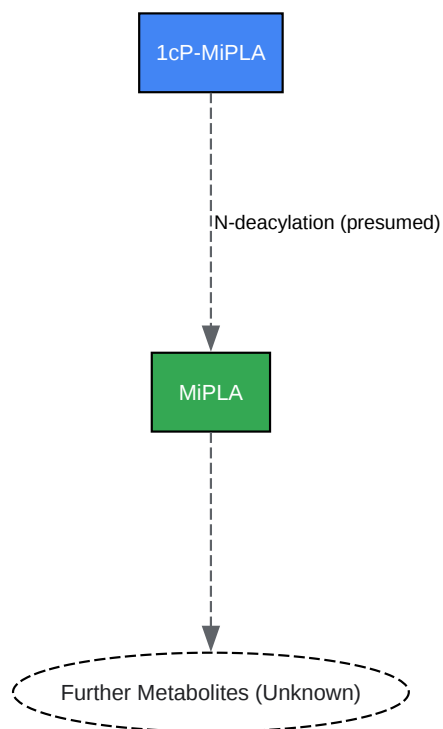 1cP-MiPLA
N-deacylation (presumed)
MiPLA
Further Metabolites (Unknown)